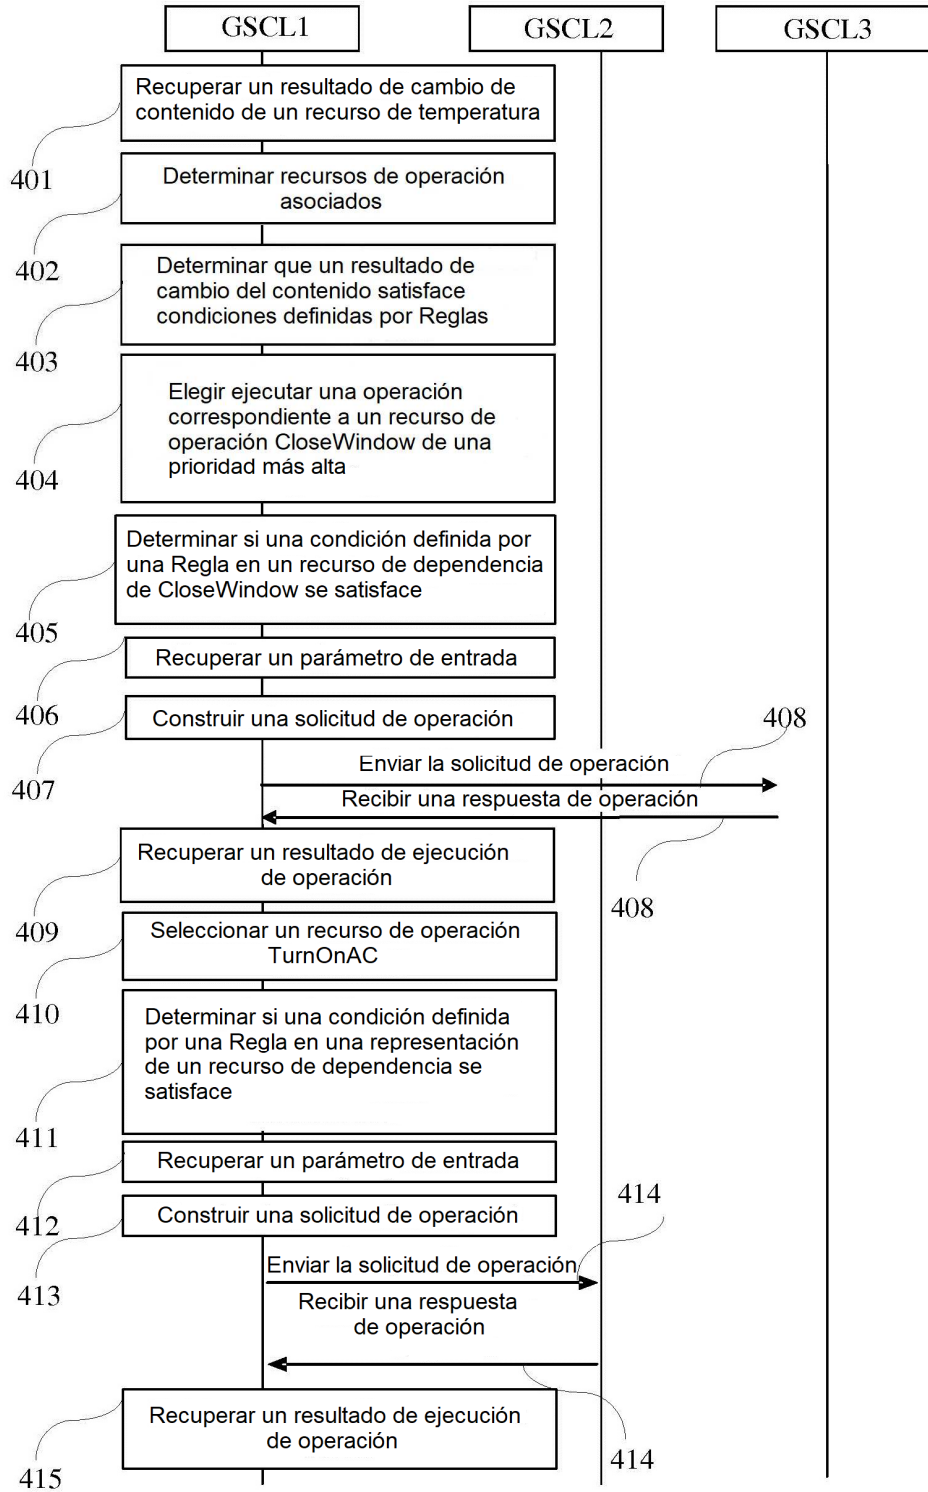 GSCL1
GSCL2
GSCL3
Recuperar un resultado de cambio de
contenido de un recurso de temperatura
401
Determinar recursos de operación
asociados
402
Determinar que un resultado de
cambio del contenido satisface
condiciones definidas por Reglas
403
Elegir ejecutar una operación
correspondiente a un recurso de
operación CloseWindow de una
prioridad más alta
404
Determinar si una condición definida por
una Regla en un recurso de dependencia
de CloseWindow se satisface
405
Recuperar un parámetro de entrada
406
Construir una solicitud de operación
407
408
Enviar la solicitud de operación
Recibir una respuesta de operación
408
Recuperar un resultado de ejecución
de operación
409
Seleccionar un recurso de operación
TurnOnAC
410
Determinar si una condición definida
por una Regla en una representación
de un recurso de dependencia se
satisface
411
Recuperar un parámetro de entrada
412
Construir una solicitud de operación
413
414
Enviar la solicitud de operación
Recibir una respuesta
de operación
414
Recuperar un resultado de ejecución
de operación
415